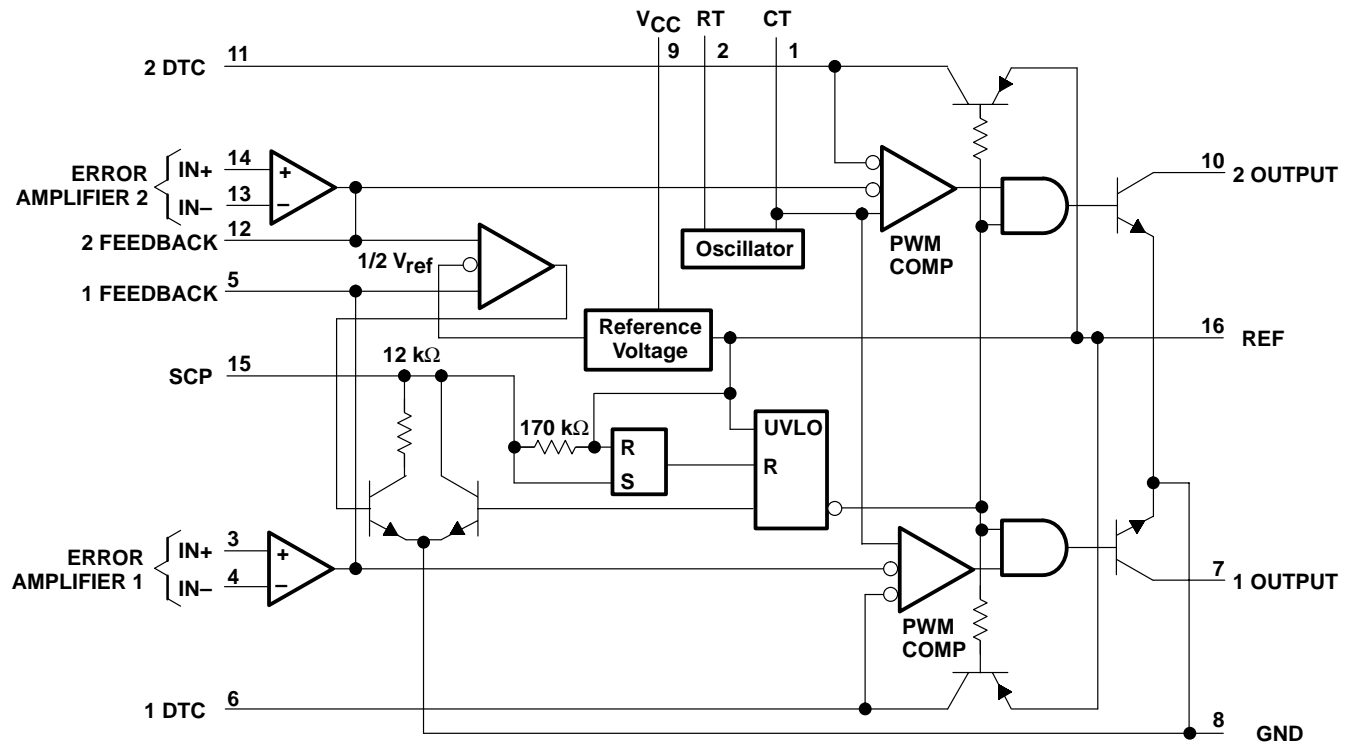 VCC RT CT
9 2 1
11
2 DTC
14
IN+
ERROR
AMPLIFIER 2
13
IN–
12
2 FEEDBACK
+
–
1/2 Vref
5
1 FEEDBACK
Oscillator
PWM
COMP
10
2 OUTPUT
Reference
Voltage
16
REF
15
SCP
12 kΩ
170 kΩ
R
S
UVLO
R
3
IN+
ERROR
AMPLIFIER 1
4
IN–
+
–
7
1 OUTPUT
PWM
COMP
6
1 DTC
8
GND